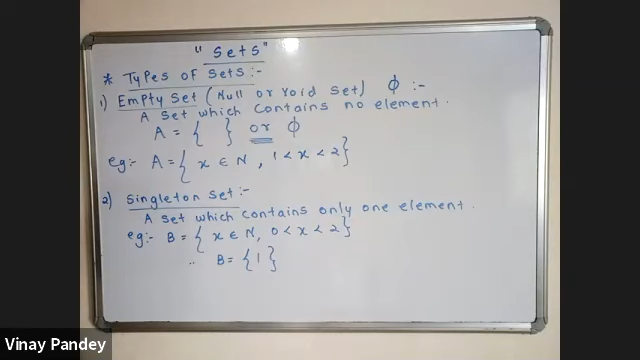 "Sets"
* Types of Sets :-
1) Empty Set (Null or Void Set) ϕ :-
A Set which contains no element.
A = { } or ϕ
eg:- A = { x ∈ N, 1 < x < 2 }
2) Singleton Set :-
A Set which contains only one element.
eg:- B = { x ∈ N, 0 < x < 2 }
.. B = { 1 }
Vinay Pandey